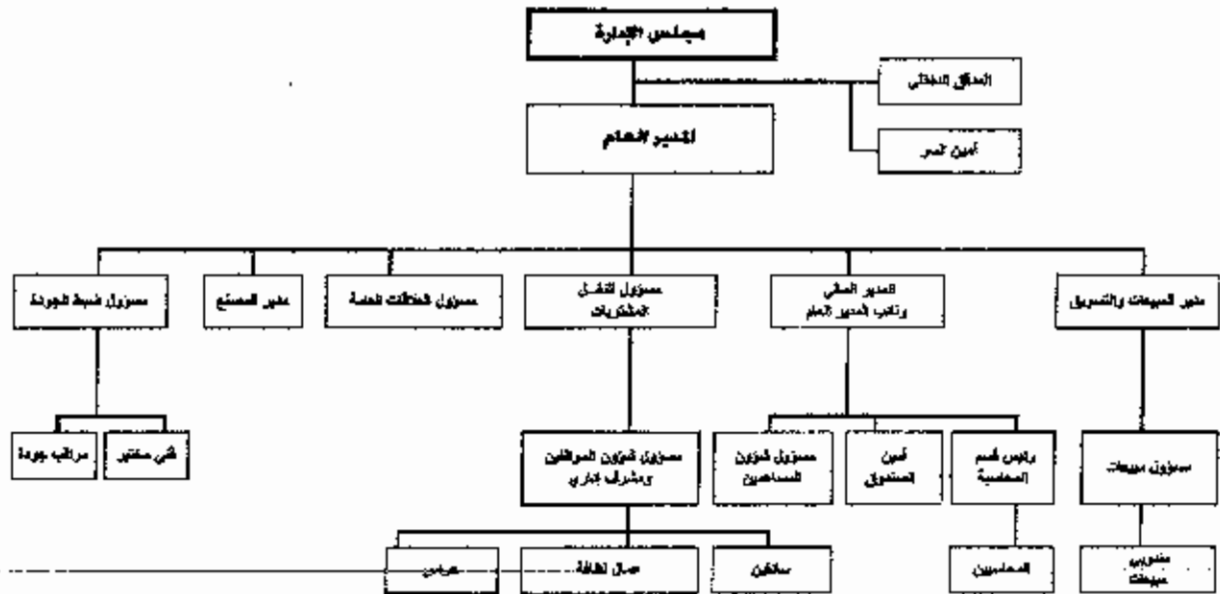 مجلس الإدارة
المدقق الداخلي
المدير العام
أمين السر
مدير المبيعات والتسويق
المدير المالي
ونائب المدير العام
مسؤول
المشتريات
مسؤول العلاقات العامة
مدير المصنع
مسؤول ضبط الجودة
مسؤول مبيعات
رئيس قسم
المحاسبة
أمين
الصندوق
مسؤول شؤون
المساهمين
مسؤول شؤون الموظفين
ومشرف إداري
فني مختبر
مراقب جودة
مندوبي
مبيعات
المحاسبين
سائقين
عمال نظافة
حراس